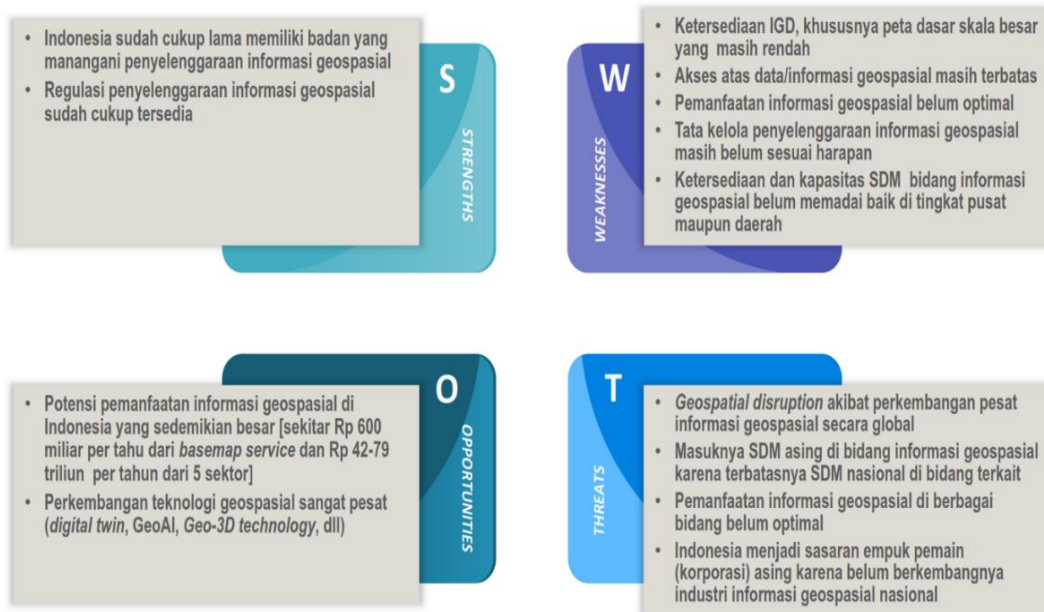 • Indonesia sudah cukup lama memiliki badan yang
manangani penyelenggaraan informasi geospasial
• Regulasi penyelenggaraan informasi geospasial
sudah cukup tersedia
S
STRENGTHS
W
WEAKNESSES
• Ketersediaan IGD, khususnya peta dasar skala besar
yang masih rendah
• Akses atas data/informasi geospasial masih terbatas
• Pemanfaatan informasi geospasial belum optimal
• Tata kelola penyelenggaraan informasi geospasial
masih belum sesuai harapan
• Ketersediaan dan kapasitas SDM bidang informasi
geospasial belum memadai baik di tingkat pusat
maupun daerah
• Potensi pemanfaatan informasi geospasial di
Indonesia yang sedemikian besar [sekitar Rp 600
miliar per tahu dari basemap service dan Rp 42-79
triliun per tahun dari 5 sektor]
• Perkembangan teknologi geospasial sangat pesat
(digital twin, GeoAI, Geo-3D technology, dll)
O
OPPORTUNITIES
T
THREATS
• Geospatial disruption akibat perkembangan pesat
informasi geospasial secara global
• Masuknya SDM asing di bidang informasi geospasial
karena terbatasnya SDM nasional di bidang terkait
• Pemanfaatan informasi geospasial di berbagai
bidang belum optimal
• Indonesia menjadi sasaran empuk pemain
(korporasi) asing karena belum berkembangnya
industri informasi geospasial nasional